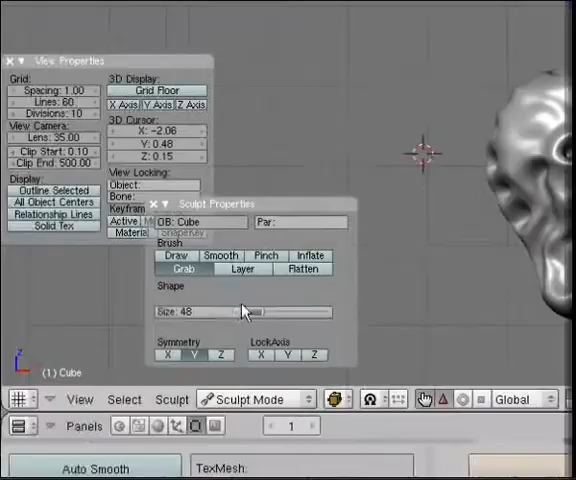 View Properties
Grid:
Spacing: 1.00
Lines: 60
Divisions: 10
View Camera:
Lens: 35.00
Clip Start: 0.10
Clip End: 500.00
Display:
Outline Selected
All Object Centers
Relationship Lines
Solid Tex
3D Display:
Grid Floor
X Axis Y Axis Z Axis
3D Cursor:
X: -2.06
Y: 0.48
Z: 0.15
View Locking:
Object:
Bone:
Keyfram
Active
Materia ShapeKey
Sculpt Properties
OB: Cube Par:
Brush
Draw Smooth Pinch Inflate
Grab Layer Flatten
Shape
Size: 48
Symmetry LockAxis
X Y Z X Y Z
(1) Cube
View Select Sculpt Sculpt Mode Global
Panels 1
Auto Smooth TexMesh: